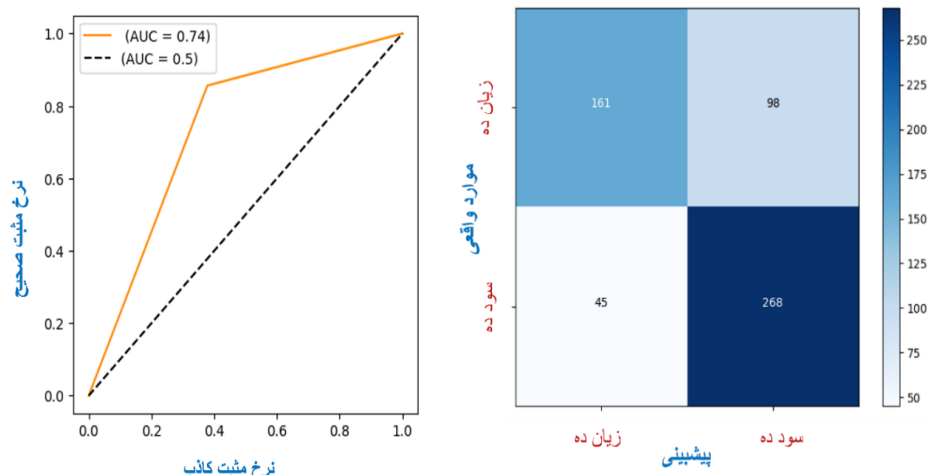 (AUC = 0.74)
(AUC = 0.5)
1.0
0.8
0.6
0.4
0.2
0.0
0.0 0.2 0.4 0.6 0.8 1.0
نرخ مثبت صحیح
نرخ مثبت کاذب
موارد واقعی
زیان ده
سود ده
161 98
45 268
زیان ده سود ده
پیشبینی
250
225
200
175
150
125
100
75
50